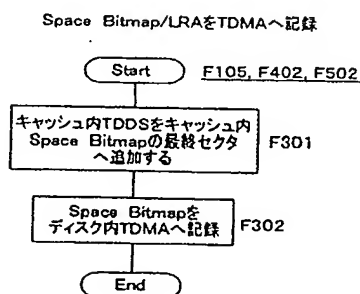 Space Bitmap/LRAをTDMAへ記録
Start
F105, F402, F502
キャッシュ内TDDSをキャッシュ内
Space Bitmapの最終セクタ
へ追加する
F301
Space Bitmapを
ディスク内TDMAへ記録
F302
End